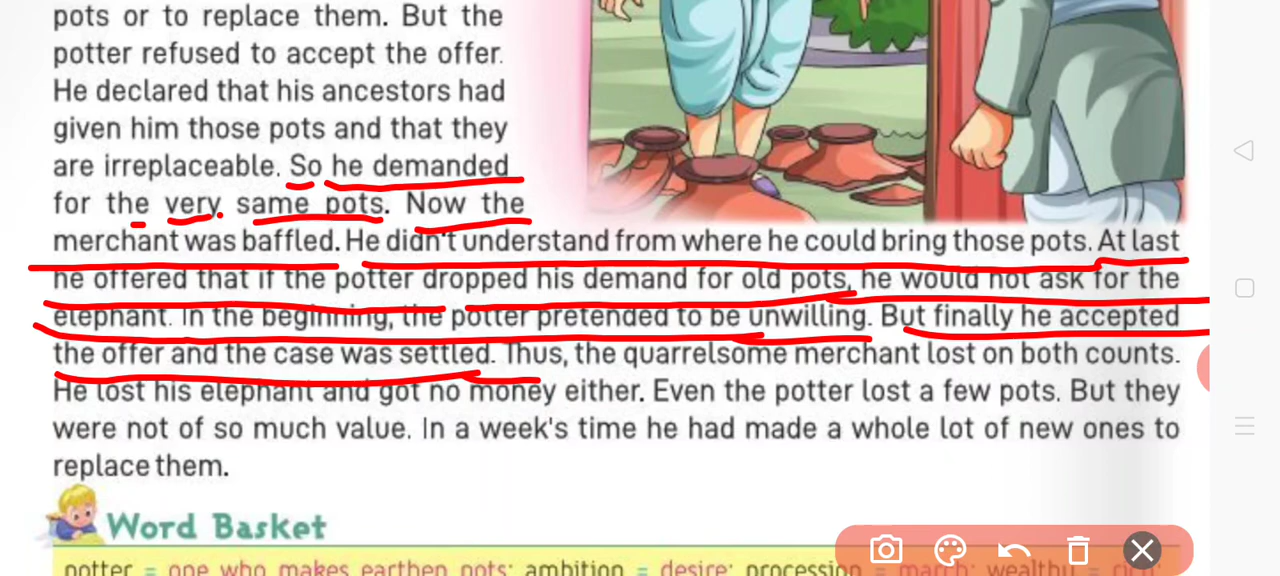 pots or to replace them. But the
potter refused to accept the offer.
He declared that his ancestors had
given him those pots and that they
are irreplaceable. So he demanded
for the very same pots. Now the
merchant was baffled. He didn't understand from where he could bring those pots. At last
he offered that if the potter dropped his demand for old pots, he would not ask for the
elephant. In the beginning, the potter pretended to be unwilling. But finally he accepted
the offer and the case was settled. Thus, the quarrelsome merchant lost on both counts.
He lost his elephant and got no money either. Even the potter lost a few pots. But they
were not of so much value. In a week's time he had made a whole lot of new ones to
replace them.
Word Basket
potter = one who makes earthen pots; ambition = desire; procession = march; wealthy = rich;